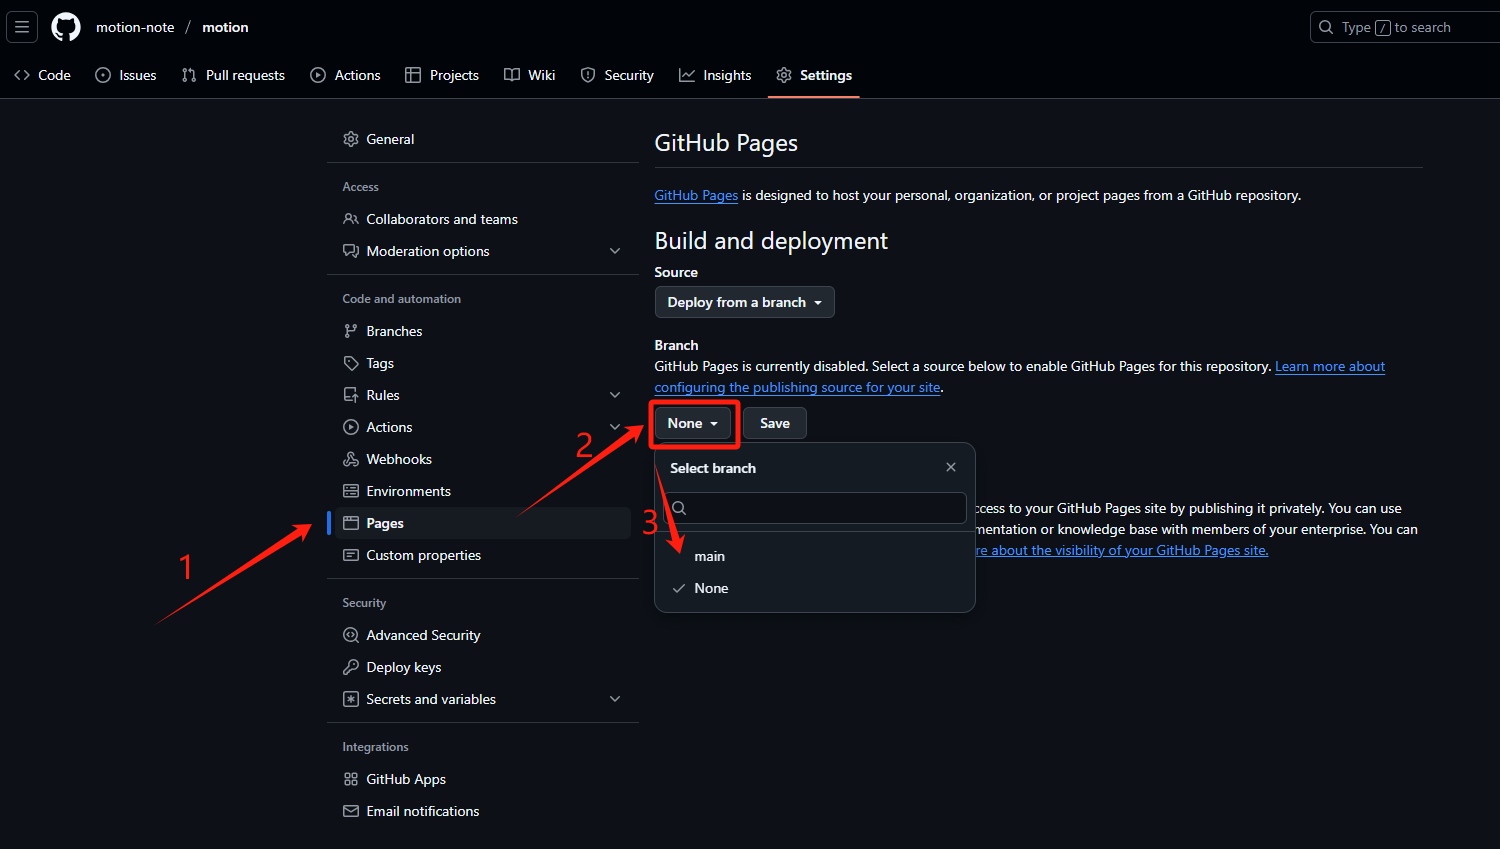 motion-note / motion
Type / to search
Code Issues Pull requests Actions Projects Wiki Security Insights Settings
General
Access
Collaborators and teams
Moderation options
Code and automation
Branches
Tags
Rules
Actions
Webhooks
Environments
Pages
Custom properties
Security
Advanced Security
Deploy keys
Secrets and variables
Integrations
GitHub Apps
Email notifications
1
GitHub Pages
GitHub Pages is designed to host your personal, organization, or project pages from a GitHub repository.
Build and deployment
Source
Deploy from a branch
Branch
GitHub Pages is currently disabled. Select a source below to enable GitHub Pages for this repository. Learn more about
configuring the publishing source for your site.
2
None Save
Select branch
3
main
None
ccess to your GitHub Pages site by publishing it privately. You can use
mentation or knowledge base with members of your enterprise. You can
re about the visibility of your GitHub Pages site.